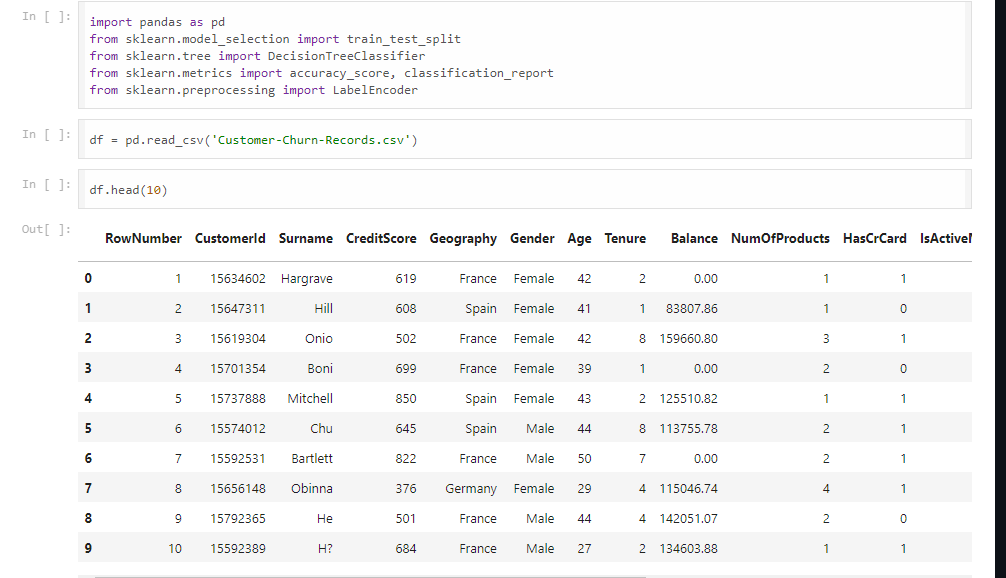 In [ ]:
import pandas as pd
from sklearn.model_selection import train_test_split
from sklearn.tree import DecisionTreeClassifier
from sklearn.metrics import accuracy_score, classification_report
from sklearn.preprocessing import LabelEncoder
In [ ]: df = pd.read_csv('Customer-Churn-Records.csv')
In [ ]: df.head(10)
Out[ ]:
RowNumber CustomerId Surname CreditScore Geography Gender Age Tenure Balance NumOfProducts HasCrCard
0 1 15634602 Hargrave 619 France Female 42 2 0.00 1 1
1 2 15647311 Hill 608 Spain Female 41 1 83807.86 1 0
2 3 15619304 Onio 502 France Female 42 8 159660.80 3 1
3 4 15701354 Boni 699 France Female 39 1 0.00 2 0
4 5 15737888 Mitchell 850 Spain Female 43 2 125510.82 1 1
5 6 15574012 Chu 645 Spain Male 44 8 113755.78 2 1
6 7 15592531 Bartlett 822 France Male 50 7 0.00 2 1
7 8 15656148 Obinna 376 Germany Female 29 4 115046.74 4 1
8 9 15792365 He 501 France Male 44 4 142051.07 2 0
9 10 15592389 H? 684 France Male 27 2 134603.88 1 1